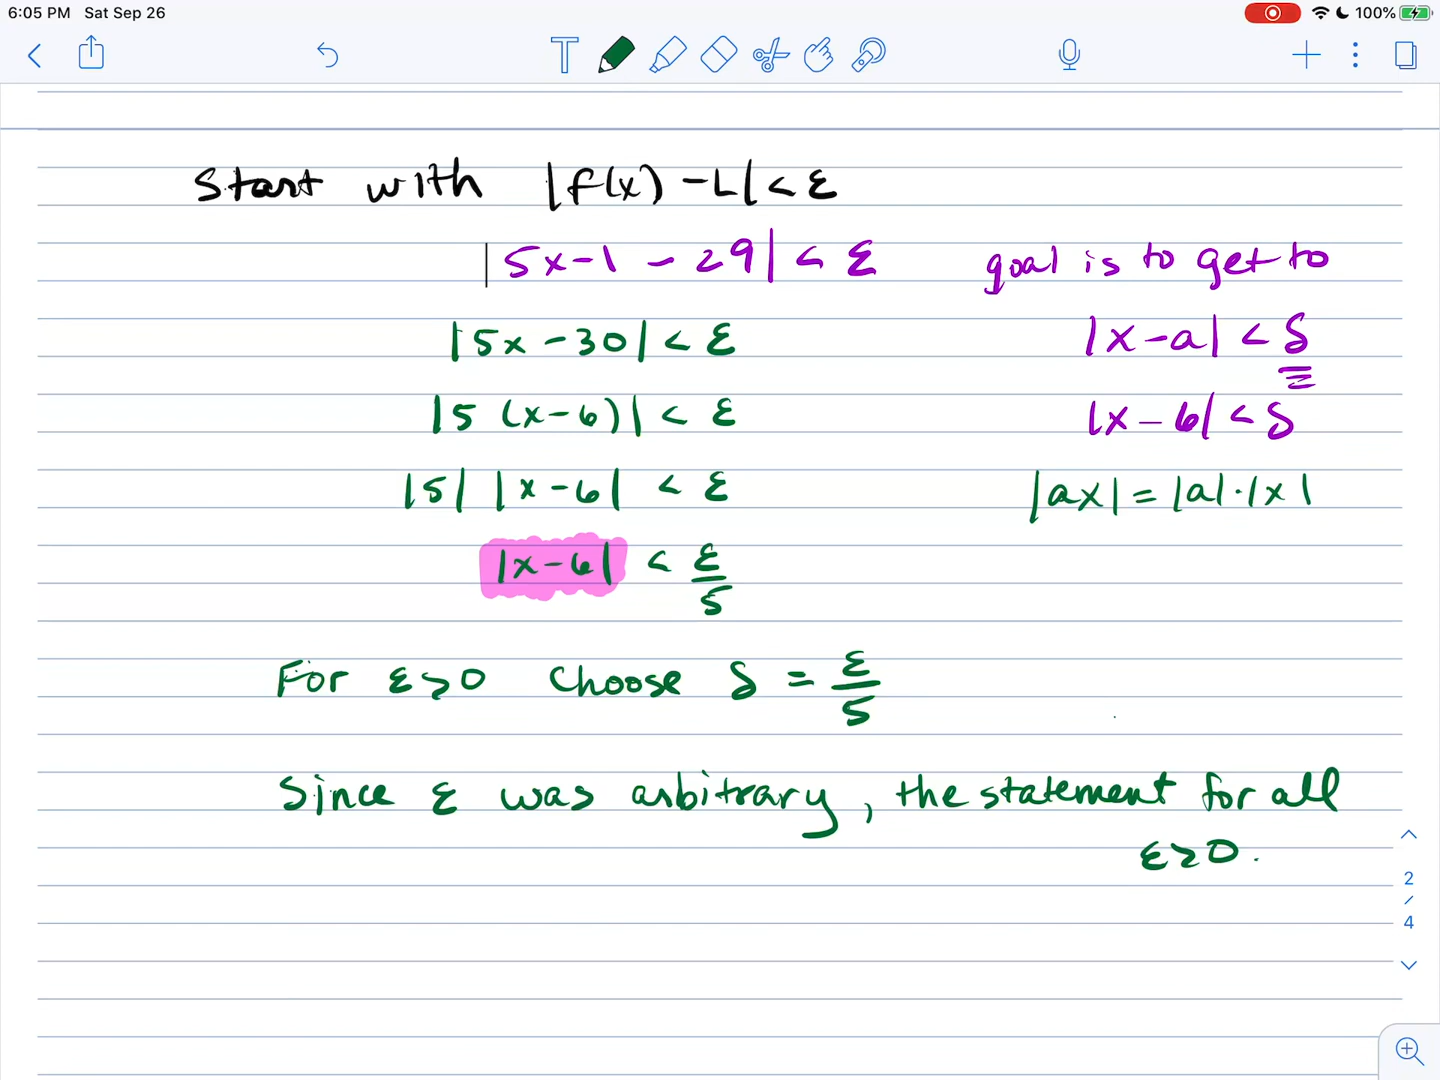 6:05 PM Sat Sep 26 100%
T
Start with |f(x) - L| < ε
|5x-1 - 29| < ε goal is to get to
|5x - 30| < ε |x-a| < δ
|5 (x-6)| < ε |x-6| < δ
|5| |x-6| < ε |ax| = |a|·|x|
|x-6| < ε/5
For ε>0 choose δ = ε/5
Since ε was arbitrary, the statement for all
ε>0.
2
/
4